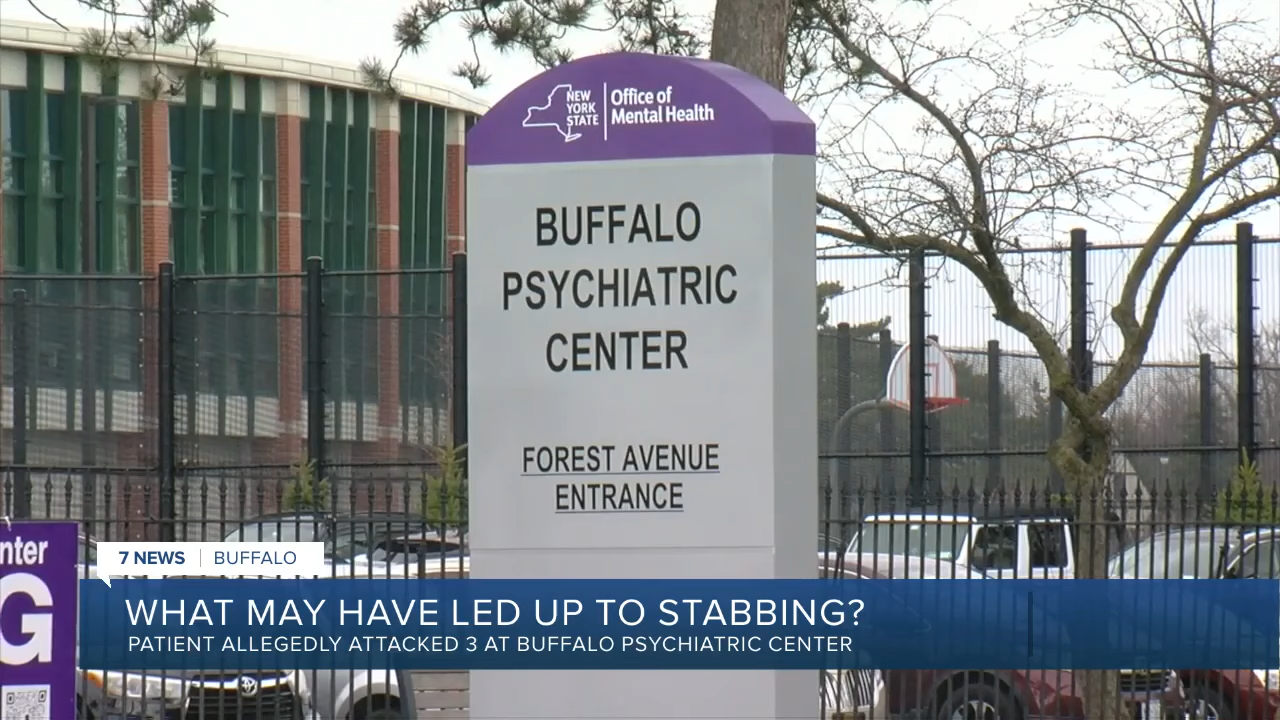 NEW
YORK
STATE
Office of
Mental Health
BUFFALO
PSYCHIATRIC
CENTER
FOREST AVENUE
ENTRANCE
nter
G
7 NEWS | BUFFALO
WHAT MAY HAVE LED UP TO STABBING?
PATIENT ALLEGEDLY ATTACKED 3 AT BUFFALO PSYCHIATRIC CENTER